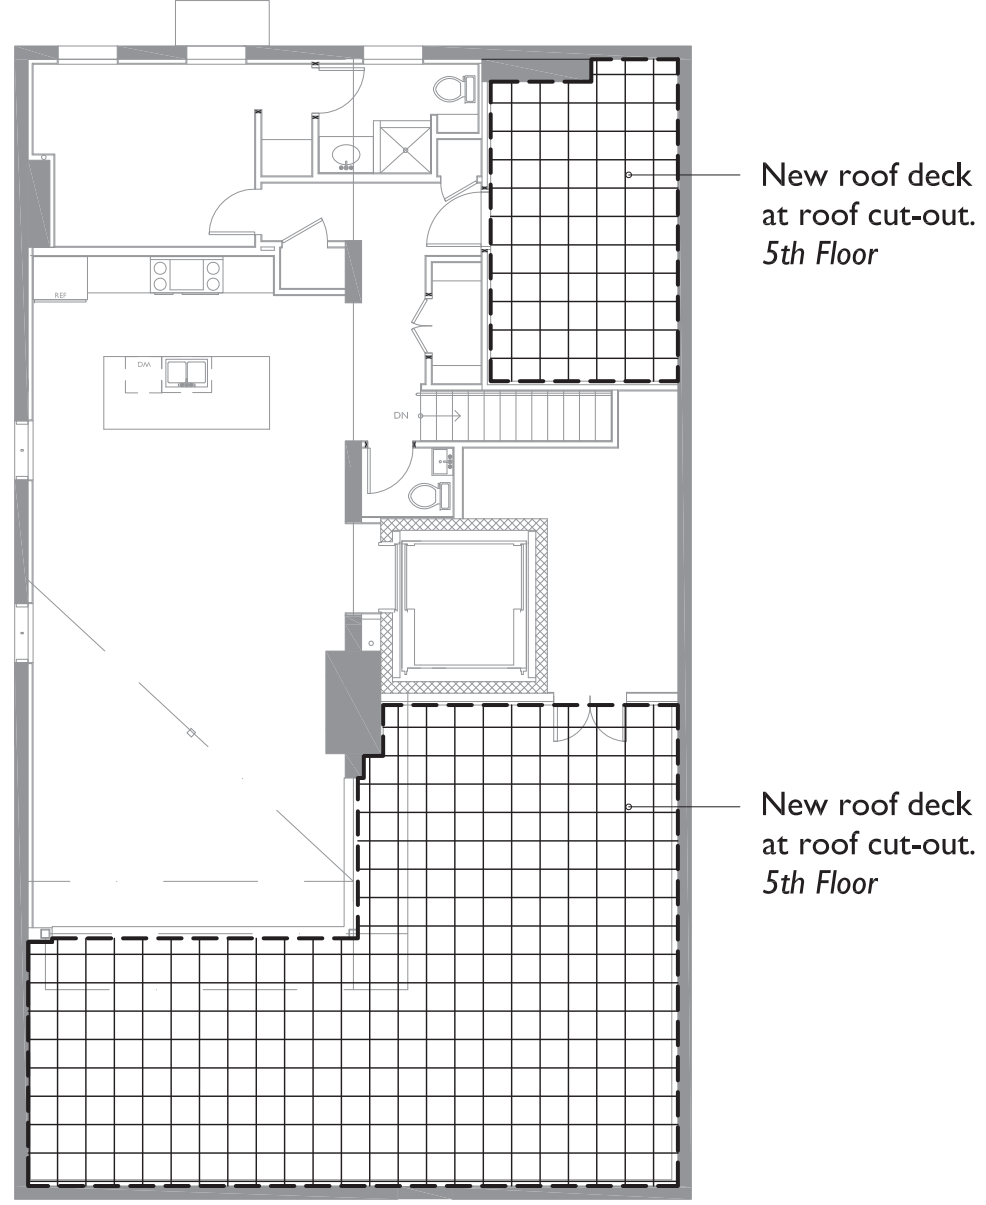 New roof deck
at roof cut-out.
5th Floor
REF
DW
DN
New roof deck
at roof cut-out.
5th Floor